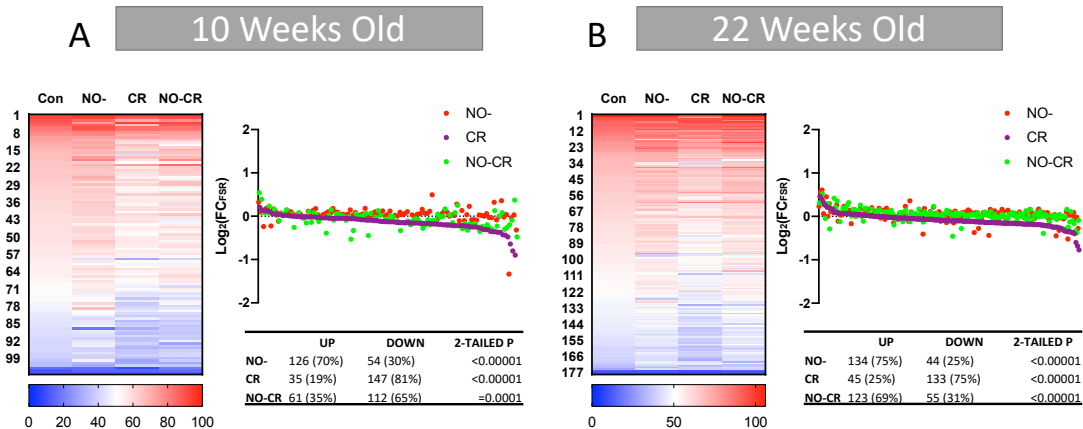 A
10 Weeks Old
Con NO- CR NO-CR
1
8
15
22
29
36
43
50
57
64
71
78
85
92
99
0 20 40 60 80 100
NO-
CR
NO-CR
Log2(FCFSR)
2
1
0
-1
-2
UP DOWN 2-TAILED P
NO- 126 (70%) 54 (30%) <0.00001
CR 35 (19%) 147 (81%) <0.00001
NO-CR 61 (35%) 112 (65%) =0.0001
B
22 Weeks Old
Con NO- CR NO-CR
1
12
23
34
45
56
67
78
89
100
111
122
133
144
155
166
177
0 50 100
NO-
CR
NO-CR
Log2(FCFSR)
2
1
0
-1
-2
UP DOWN 2-TAILED P
NO- 134 (75%) 44 (25%) <0.00001
CR 45 (25%) 133 (75%) <0.00001
NO-CR 123 (69%) 55 (31%) <0.00001